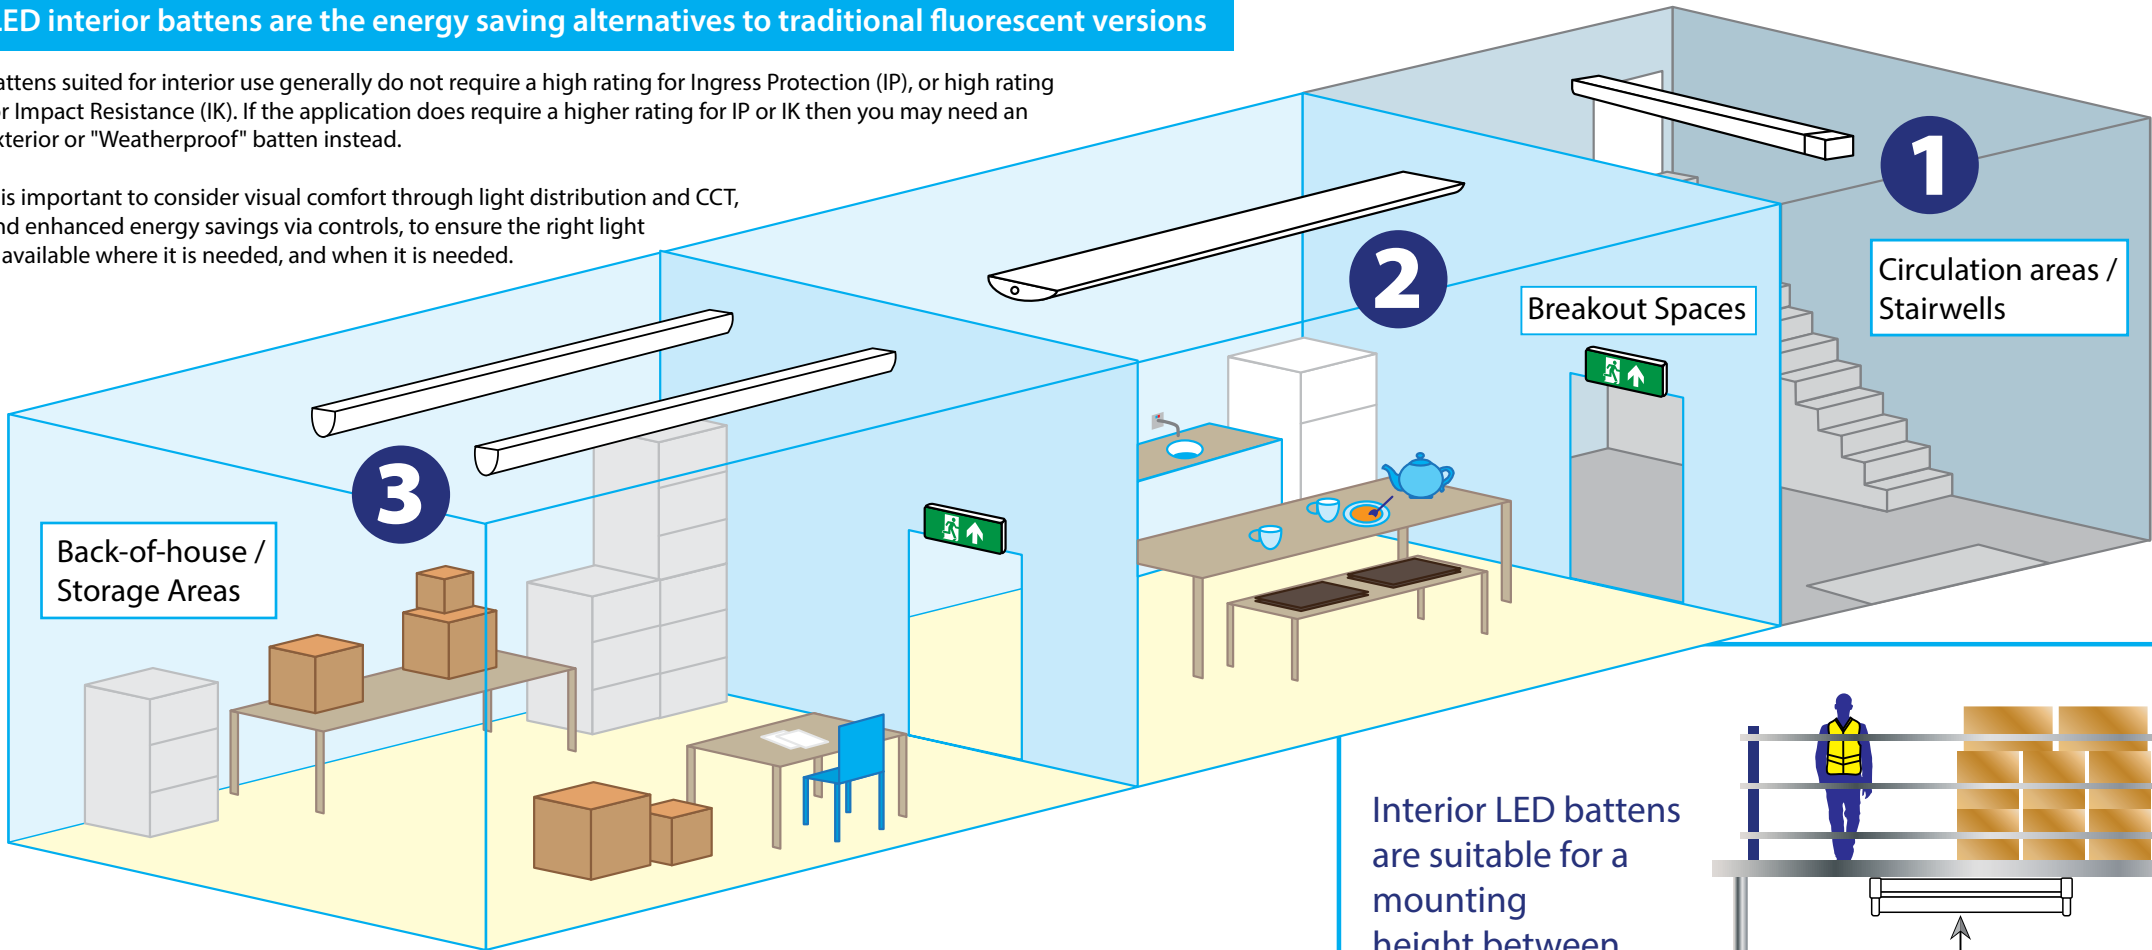 LED interior battens are the energy saving alternatives to traditional fluorescent versions
attens suited for interior use generally do not require a high rating for Ingress Protection (IP), or high rating
or Impact Resistance (IK). If the application does require a higher rating for IP or IK then you may need an
xterior or "Weatherproof" batten instead.
is important to consider visual comfort through light distribution and CCT,
nd enhanced energy savings via controls, to ensure the right light
available where it is needed, and when it is needed.
1
Circulation areas /
Stairwells
2
Breakout Spaces
3
Back-of-house /
Storage Areas
Interior LED battens
are suitable for a
mounting
height between